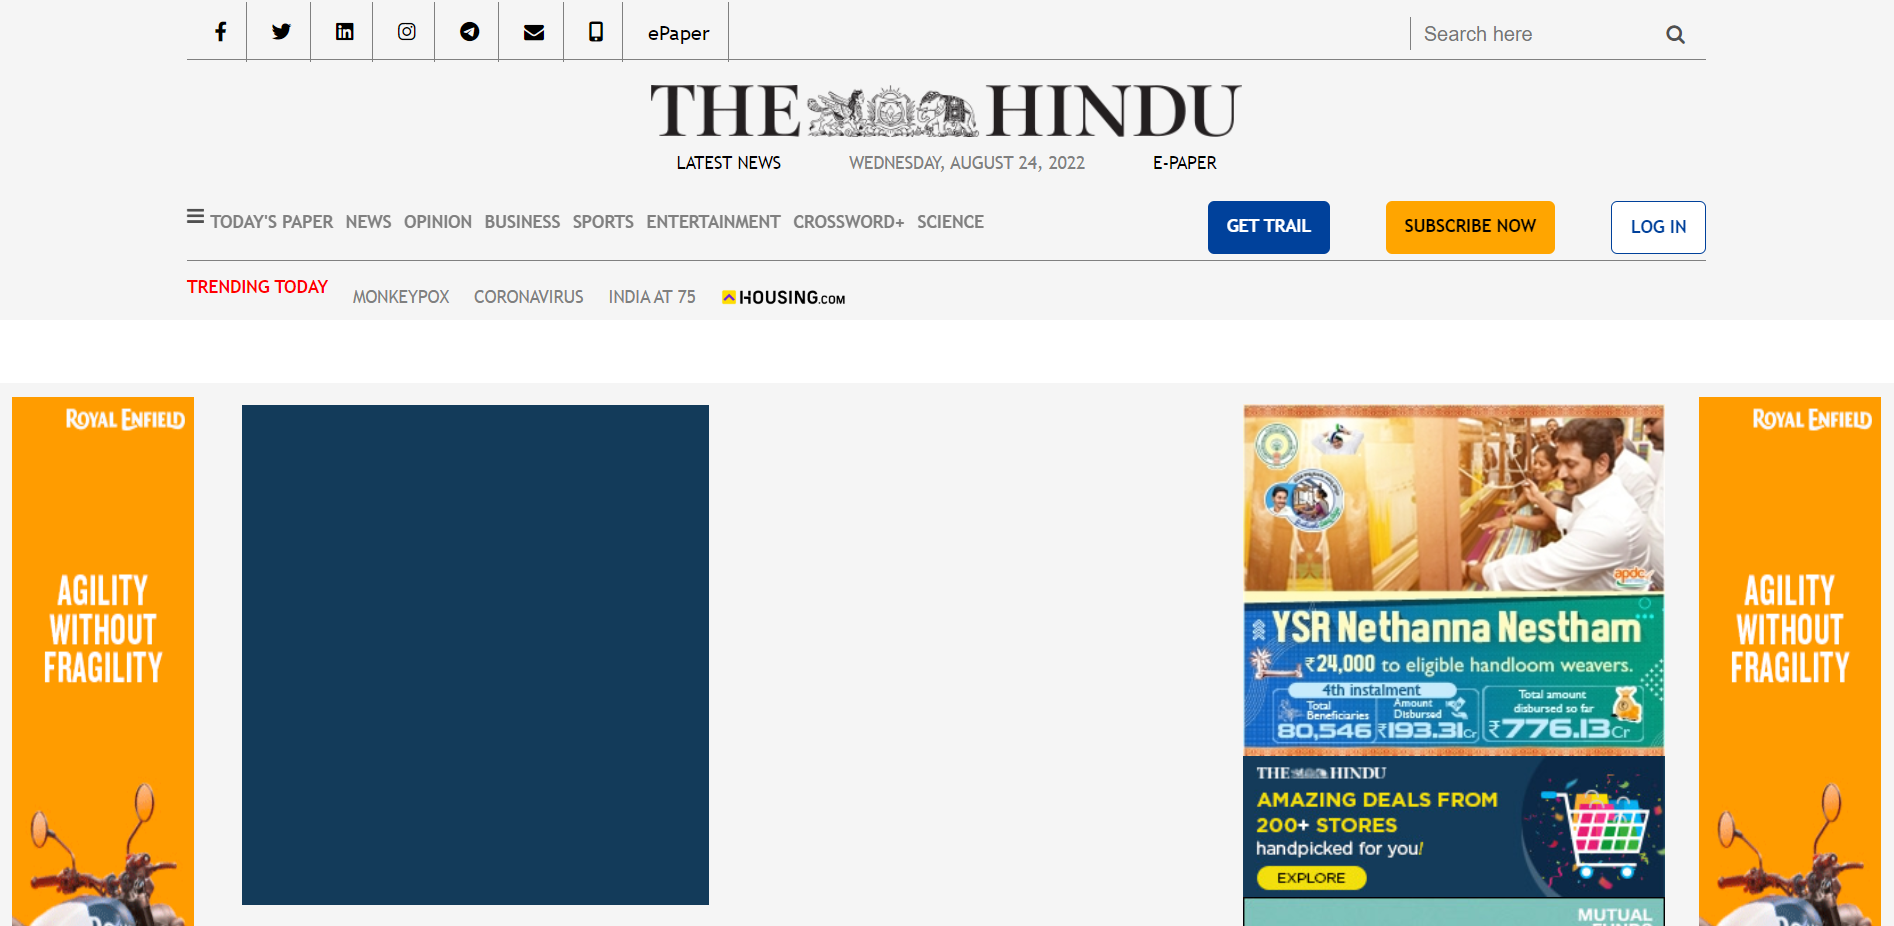 ePaper
Search here
THE HINDU
LATEST NEWS WEDNESDAY, AUGUST 24, 2022 E-PAPER
TODAY'S PAPER NEWS OPINION BUSINESS SPORTS ENTERTAINMENT CROSSWORD+ SCIENCE
GET TRAIL SUBSCRIBE NOW LOG IN
TRENDING TODAY MONKEYPOX CORONAVIRUS INDIA AT 75 HOUSING.COM
ROYAL ENFIELD
AGILITY
WITHOUT
FRAGILITY
apdc
YSR Nethanna Nestham
₹24,000 to eligible handloom weavers.
4th instalment
Total
Beneficiaries
80,546
Amount
Disbursed
₹193.31Cr
Total amount
disbursed so far
₹776.13Cr
THE HINDU
AMAZING DEALS FROM
200+ STORES
handpicked for you!
EXPLORE
MUTUAL
ROYAL ENFIELD
AGILITY
WITHOUT
FRAGILITY